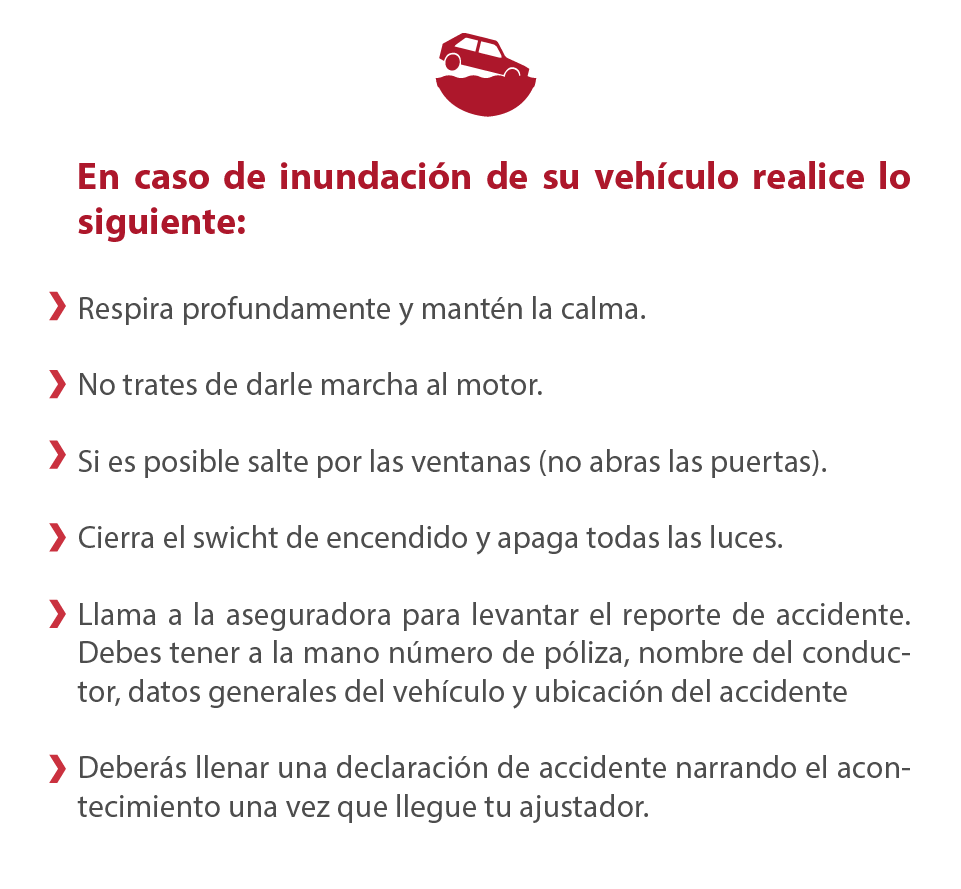 En caso de inundación de su vehículo realice lo
siguiente:
Respira profundamente y mantén la calma.
No trates de darle marcha al motor.
Si es posible salte por las ventanas (no abras las puertas).
Cierra el swicht de encendido y apaga todas las luces.
Llama a la aseguradora para levantar el reporte de accidente.
Debes tener a la mano número de póliza, nombre del conduc-
tor, datos generales del vehículo y ubicación del accidente
Deberás llenar una declaración de accidente narrando el acon-
tecimiento una vez que llegue tu ajustador.